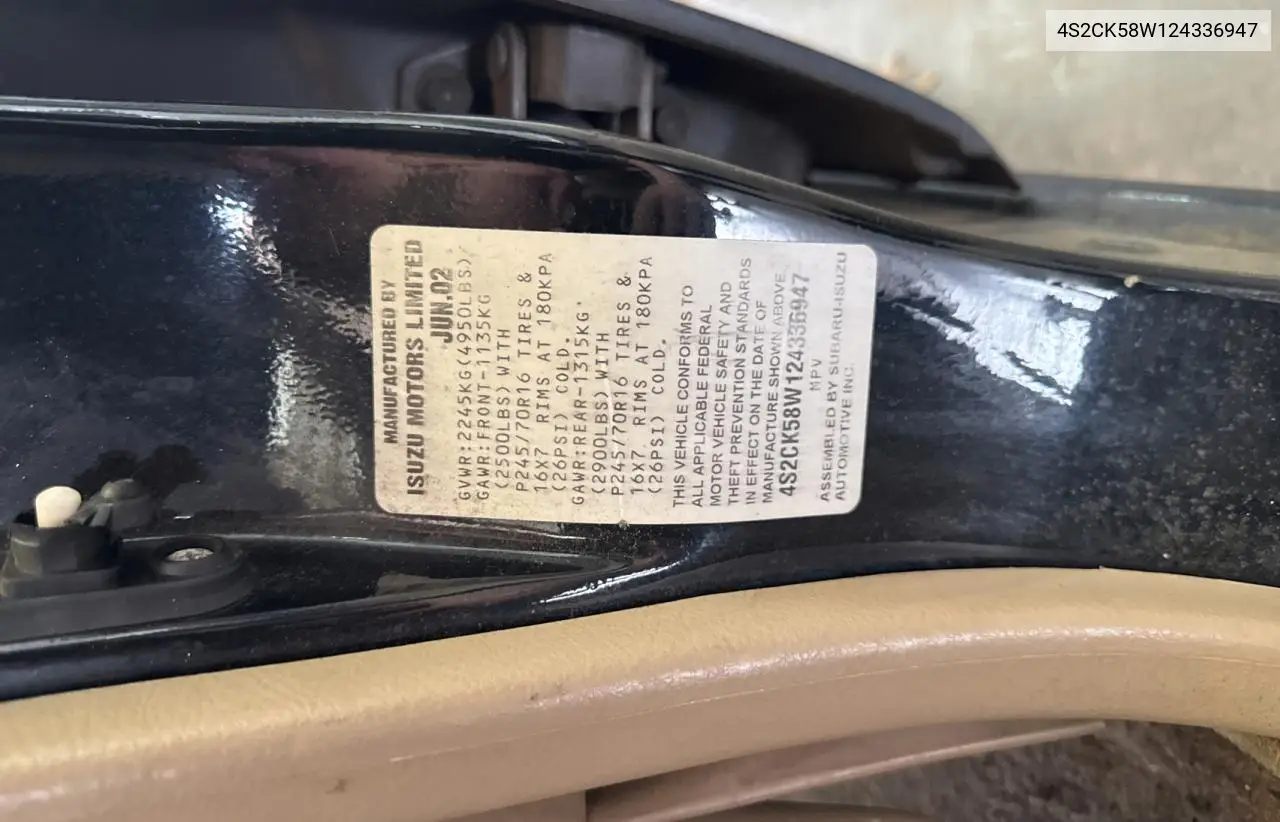 4S2CK58W124336947
MANUFACTURED BY
ISUZU MOTORS LIMITED
JUN.02
GVWR:2245KG(4950LBS)
GAWR:FRONT-1135KG
(2500LBS) WITH
P245/70R16 TIRES &
16X7 RIMS AT 180KPA
(26PSI) COLD.
GAWR:REAR-1315KG
(2900LBS) WITH
P245/70R16 TIRES &
16X7 RIMS AT 180KPA
(26PSI) COLD.
THIS VEHICLE CONFORMS TO
ALL APPLICABLE FEDERAL
MOTOR VEHICLE SAFETY AND
THEFT PREVENTION STANDARDS
IN EFFECT ON THE DATE OF
MANUFACTURE SHOWN ABOVE.
4S2CK58W124336947
MPV
ASSEMBLED BY SUBARU-ISUZU
AUTOMOTIVE INC.